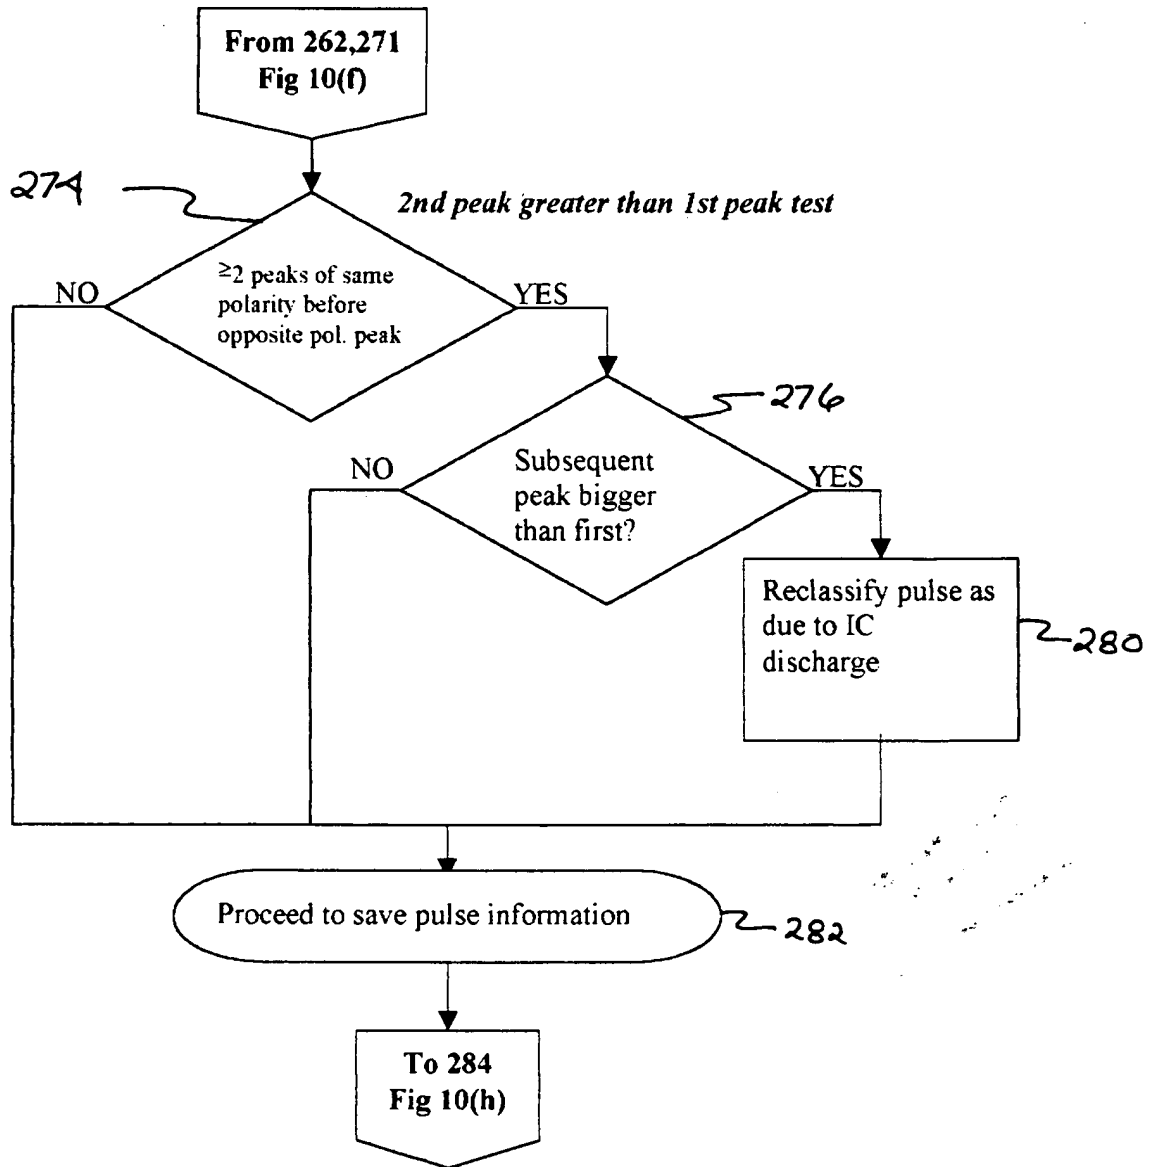 From 262,271
Fig 10(f)
274
2nd peak greater than 1st peak test
≥2 peaks of same
polarity before
opposite pol. peak
NO
YES
276
Subsequent
peak bigger
than first?
NO
YES
Reclassify pulse as
due to IC
discharge
280
Proceed to save pulse information
282
To 284
Fig 10(h)